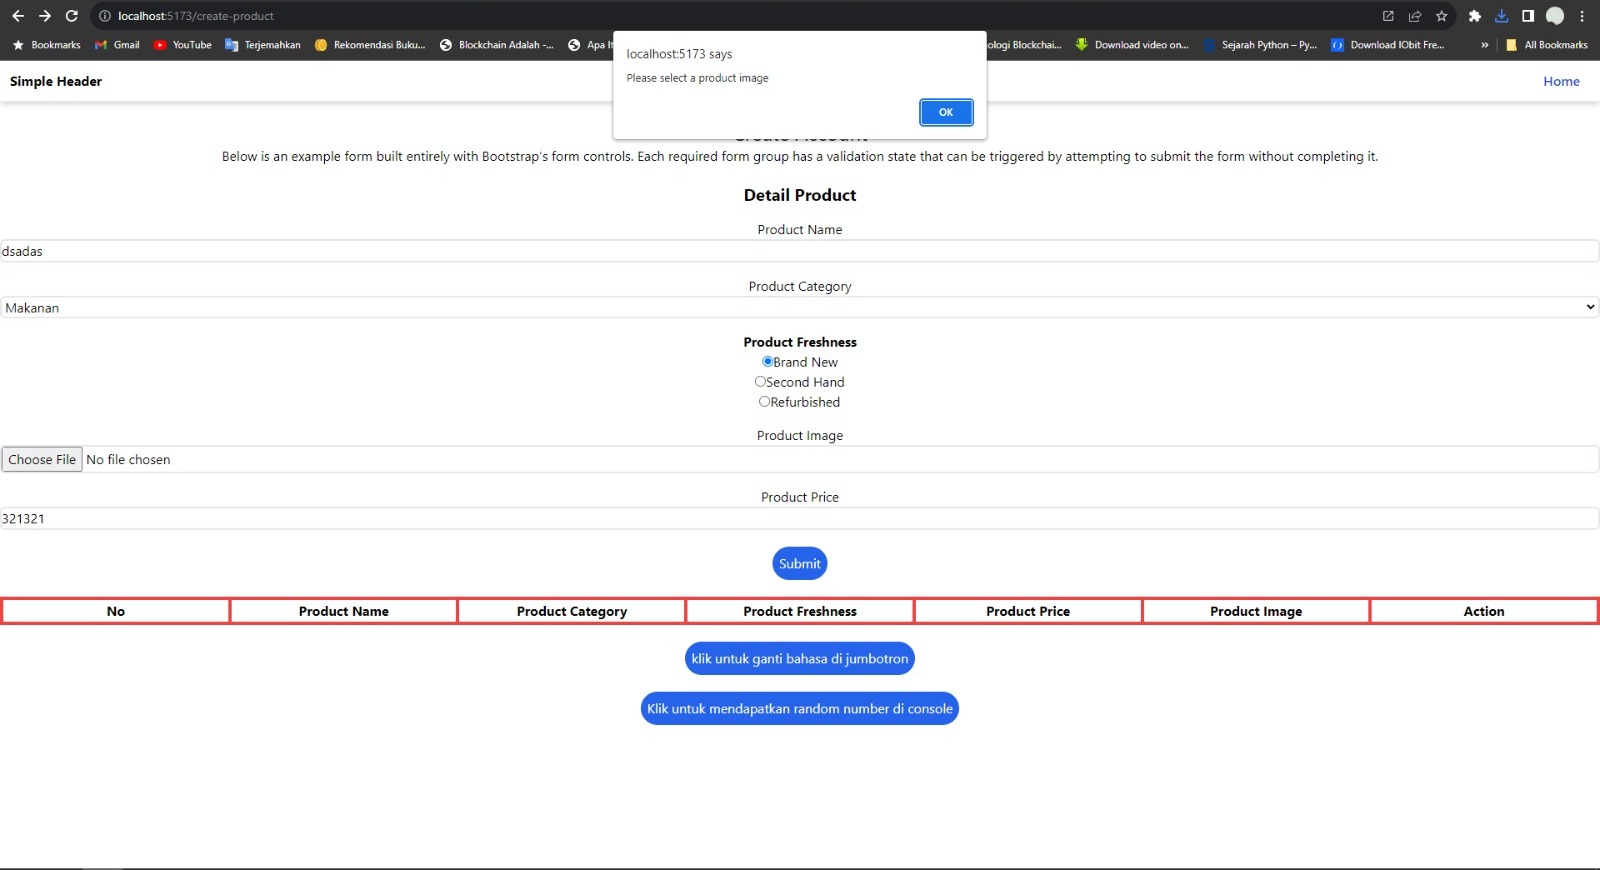 localhost:5173/create-product
Bookmarks Gmail YouTube Terjemahkan Rekomendasi Buku... Blockchain Adalah -... Apa It ologi Blockchai... Download video on... Sejarah Python – Py... Download IObit Fre... » All Bookmarks
localhost:5173 says
Please select a product image
OK
Simple Header Home
Create Account
Below is an example form built entirely with Bootstrap's form controls. Each required form group has a validation state that can be triggered by attempting to submit the form without completing it.
Detail Product
Product Name
dsadas
Product Category
Makanan
Product Freshness
Brand New
Second Hand
Refurbished
Product Image
Choose File No file chosen
Product Price
321321
Submit
No Product Name Product Category Product Freshness Product Price Product Image Action
klik untuk ganti bahasa di jumbotron
Klik untuk mendapatkan random number di console